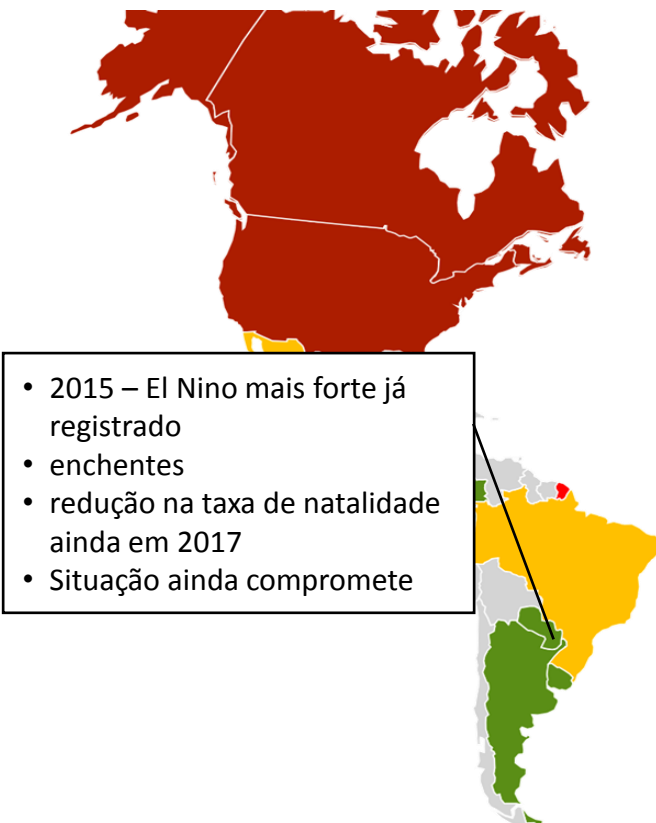 • 2015 – El Nino mais forte já
registrado
• enchentes
• redução na taxa de natalidade
ainda em 2017
• Situação ainda compromete